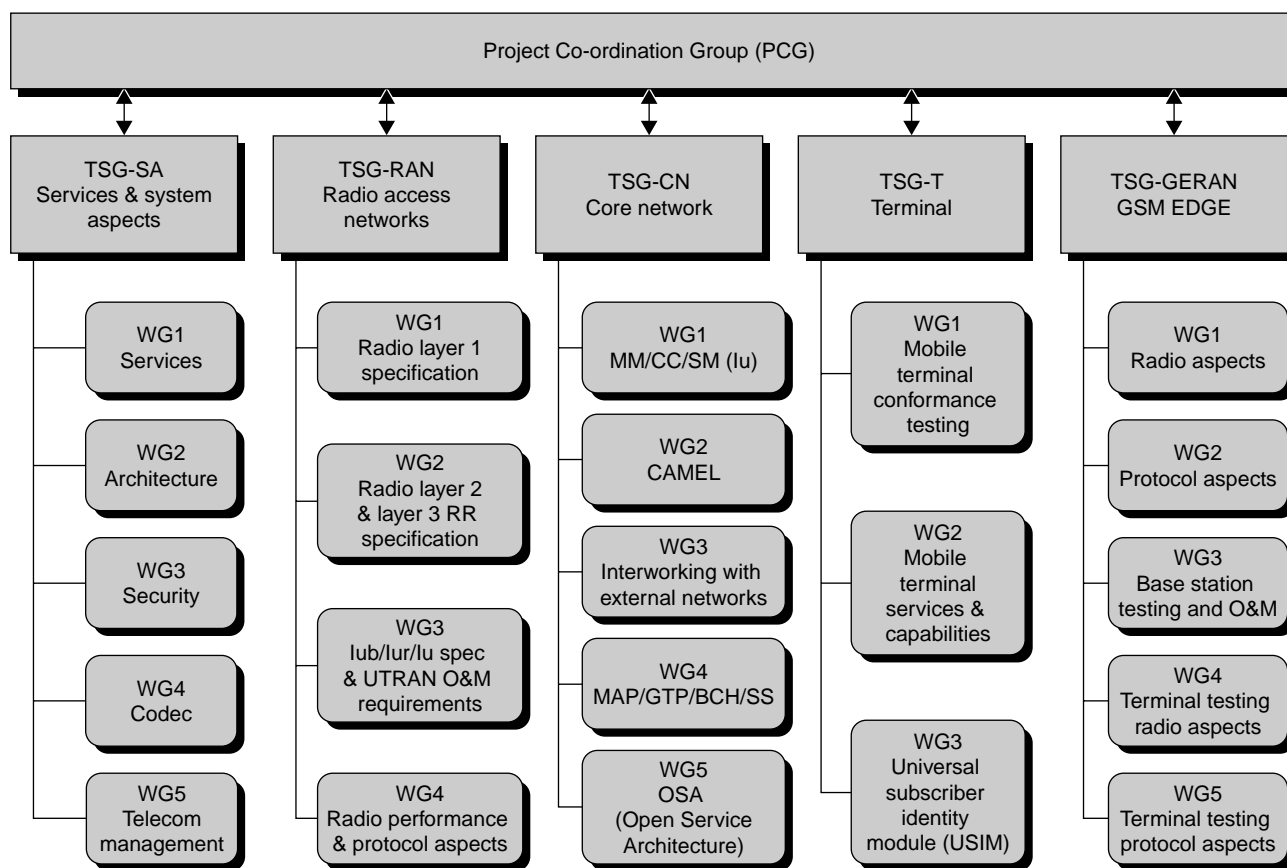 Project Co-ordination Group (PCG)
TSG-SA
Services & system
aspects
TSG-RAN
Radio access
networks
TSG-CN
Core network
TSG-T
Terminal
TSG-GERAN
GSM EDGE
WG1
Services
WG2
Architecture
WG3
Security
WG4
Codec
WG5
Telecom
management
WG1
Radio layer 1
specification
WG2
Radio layer 2
& layer 3 RR
specification
WG3
Iub/Iur/Iu spec
& UTRAN O&M
requirements
WG4
Radio performance
& protocol aspects
WG1
MM/CC/SM (Iu)
WG2
CAMEL
WG3
Interworking with
external networks
WG4
MAP/GTP/BCH/SS
WG5
OSA
(Open Service
Architecture)
WG1
Mobile
terminal
conformance
testing
WG2
Mobile
terminal
services &
capabilities
WG3
Universal
subscriber
identity
module (USIM)
WG1
Radio aspects
WG2
Protocol aspects
WG3
Base station
testing and O&M
WG4
Terminal testing
radio aspects
WG5
Terminal testing
protocol aspects